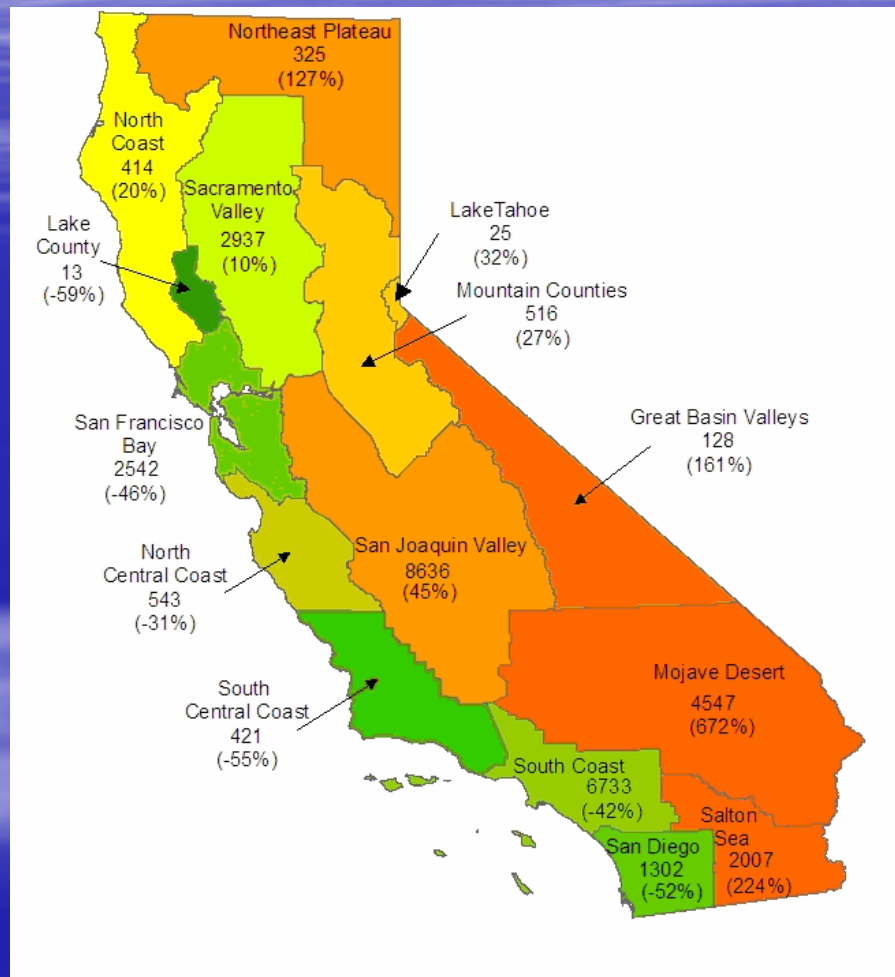 Northeast Plateau
325
(127%)
North
Coast
414
(20%)
Sacramento
Valley
2937
(10%)
Lake
County
13
(-59%)
LakeTahoe
25
(32%)
Mountain Counties
516
(27%)
Great Basin Valleys
128
(161%)
San Francisco
Bay
2542
(-46%)
San Joaquin Valley
8636
(45%)
North
Central Coast
543
(-31%)
Mojave Desert
4547
(672%)
South
Central Coast
421
(-55%)
South Coast
6733
(-42%)
Salton
Sea
2007
(224%)
San Diego
1302
(-52%)